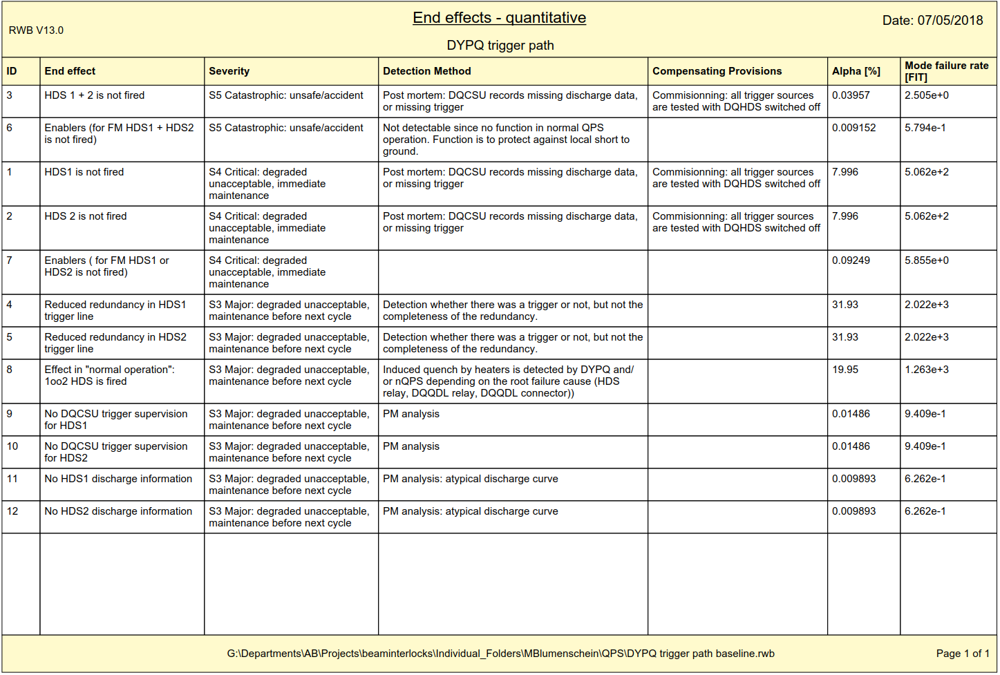 End effects - quantitative
RWB V13.0
Date: 07/05/2018
DYPQ trigger path
ID
End effect
Severity
Detection Method
Compensating Provisions
Alpha [%]
Mode failure rate
[FIT]
3
HDS 1 + 2 is not fired
S5 Catastrophic: unsafe/accident
Post mortem: DQCSU records missing discharge data,
or missing trigger
Commisionning: all trigger sources
are tested with DQHDS switched off
0.03957
2.505e+0
6
Enablers (for FM HDS1 + HDS2
is not fired)
S5 Catastrophic: unsafe/accident
Not detectable since no function in normal QPS
operation. Function is to protect against local short to
ground.
0.009152
5.794e-1
1
HDS1 is not fired
S4 Critical: degraded
unacceptable, immediate
maintenance
Post mortem: DQCSU records missing discharge data,
or missing trigger
Commisionning: all trigger sources
are tested with DQHDS switched off
7.996
5.062e+2
2
HDS 2 is not fired
S4 Critical: degraded
unacceptable, immediate
maintenance
Post mortem: DQCSU records missing discharge data,
or missing trigger
Commisionning: all trigger sources
are tested with DQHDS switched off
7.996
5.062e+2
7
Enablers ( for FM HDS1 or
HDS2 is not fired)
S4 Critical: degraded
unacceptable, immediate
maintenance
0.09249
5.855e+0
4
Reduced redundancy in HDS1
trigger line
S3 Major: degraded unacceptable,
maintenance before next cycle
Detection whether there was a trigger or not, but not the
completeness of the redundancy.
31.93
2.022e+3
5
Reduced redundancy in HDS2
trigger line
S3 Major: degraded unacceptable,
maintenance before next cycle
Detection whether there was a trigger or not, but not the
completeness of the redundancy.
31.93
2.022e+3
8
Effect in "normal operation":
1oo2 HDS is fired
S3 Major: degraded unacceptable,
maintenance before next cycle
Induced quench by heaters is detected by DYPQ and/
or nQPS depending on the root failure cause (HDS
relay, DQQDL relay, DQQDL connector))
19.95
1.263e+3
9
No DQCSU trigger supervision
for HDS1
S3 Major: degraded unacceptable,
maintenance before next cycle
PM analysis
0.01486
9.409e-1
10
No DQCSU trigger supervision
for HDS2
S3 Major: degraded unacceptable,
maintenance before next cycle
PM analysis
0.01486
9.409e-1
11
No HDS1 discharge information
S3 Major: degraded unacceptable,
maintenance before next cycle
PM analysis: atypical discharge curve
0.009893
6.262e-1
12
No HDS2 discharge information
S3 Major: degraded unacceptable,
maintenance before next cycle
PM analysis: atypical discharge curve
0.009893
6.262e-1
G:\Departments\AB\Projects\beaminterlocks\Individual_Folders\MBlumenschein\QPS\DYPQ trigger path baseline.rwb
Page 1 of 1